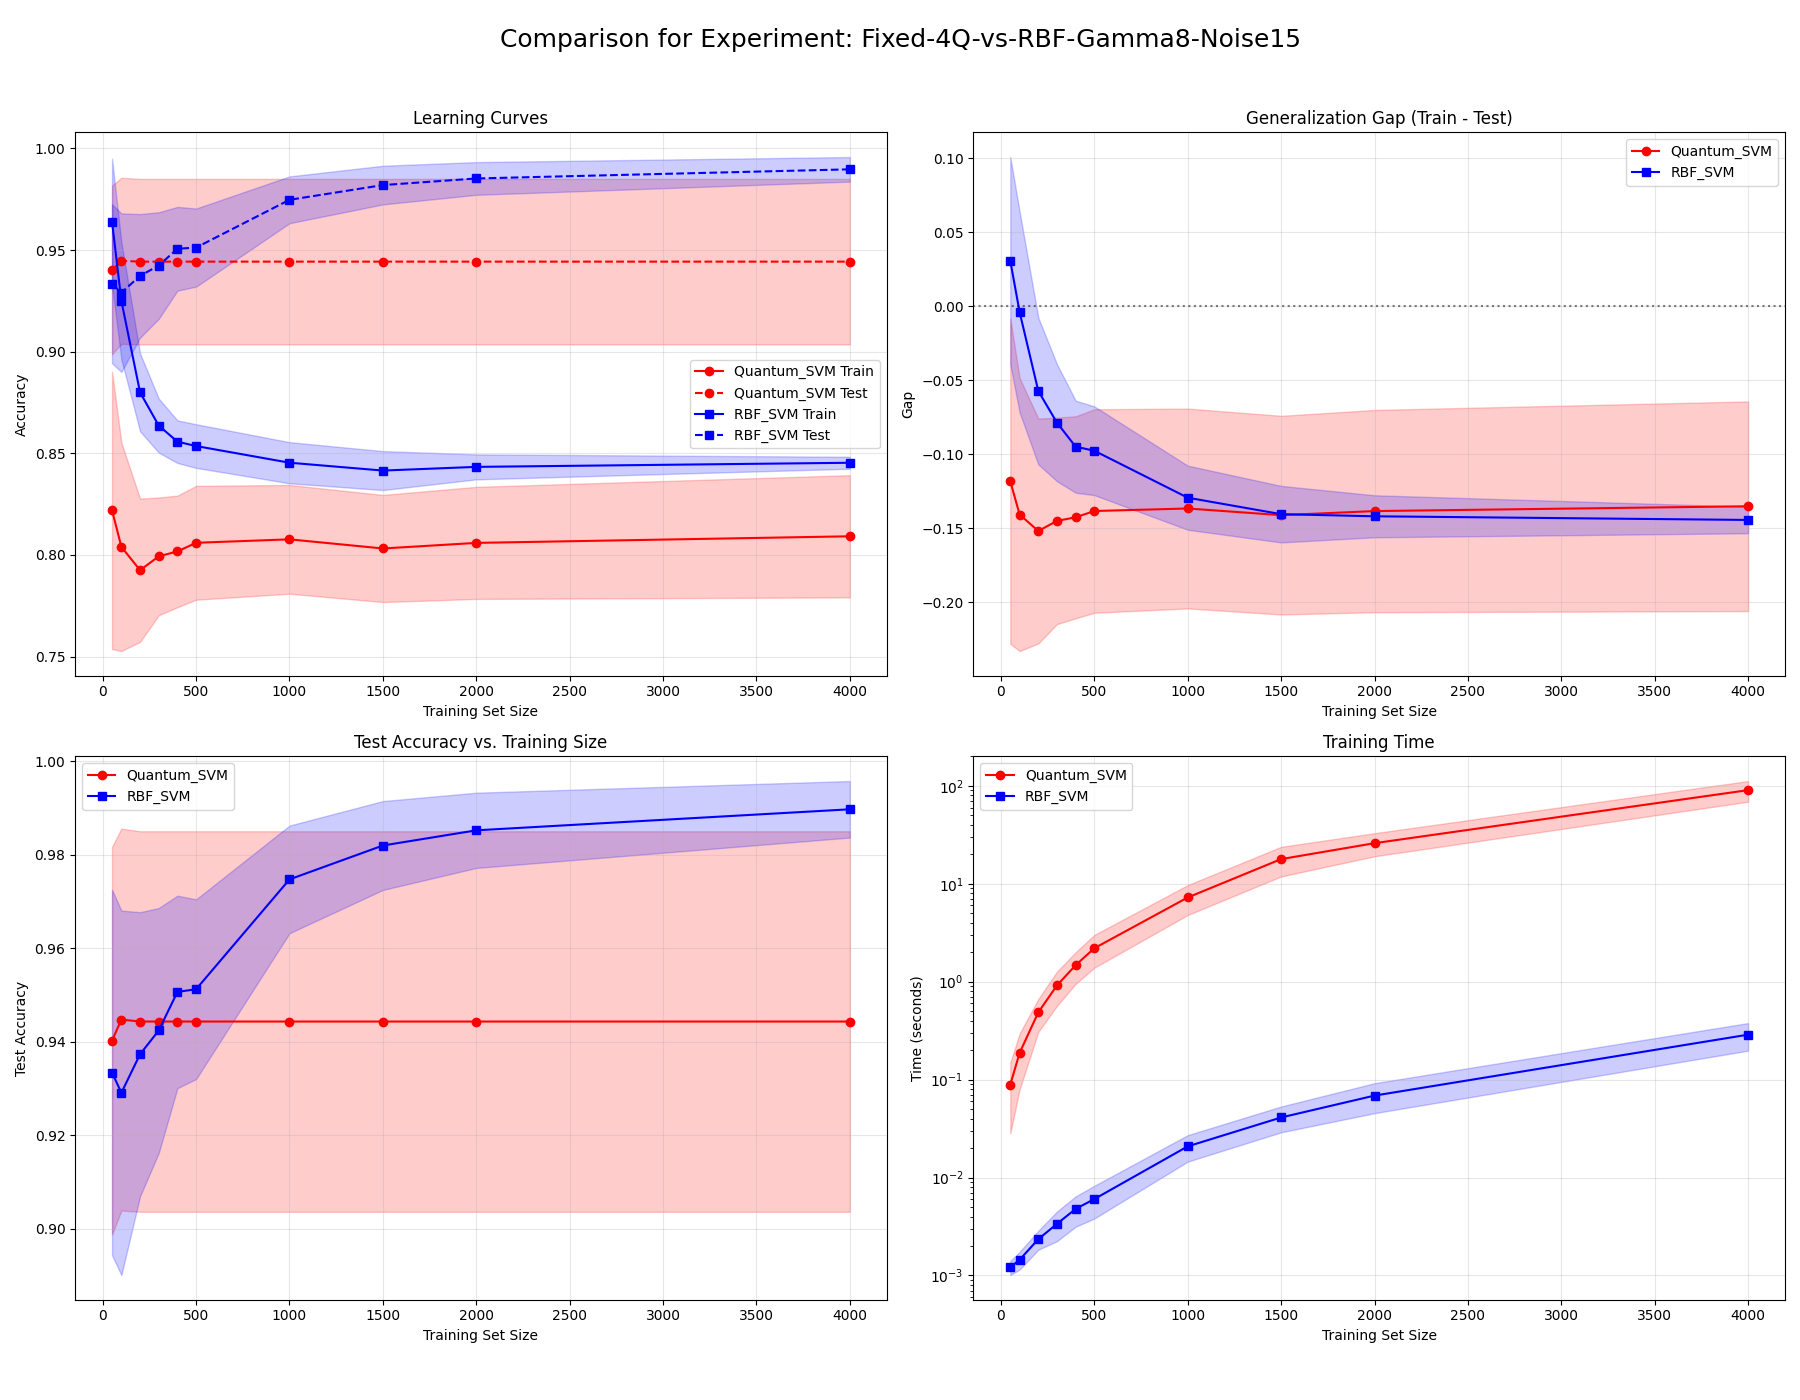 Comparison for Experiment: Fixed-4Q-vs-RBF-Gamma8-Noise15
Learning Curves
1.00
0.95
0.90
0.85
0.80
0.75
Accuracy
Quantum_SVM Train
Quantum_SVM Test
RBF_SVM Train
RBF_SVM Test
0 500 1000 1500 2000 2500 3000 3500 4000
Training Set Size
Generalization Gap (Train - Test)
0.10
0.05
0.00
−0.05
−0.10
−0.15
−0.20
Gap
Quantum_SVM
RBF_SVM
0 500 1000 1500 2000 2500 3000 3500 4000
Training Set Size
Test Accuracy vs. Training Size
1.00
0.98
0.96
0.94
0.92
0.90
Test Accuracy
Quantum_SVM
RBF_SVM
0 500 1000 1500 2000 2500 3000 3500 4000
Training Set Size
Training Time
10²
10¹
10⁰
10⁻¹
10⁻²
10⁻³
Time (seconds)
Quantum_SVM
RBF_SVM
0 500 1000 1500 2000 2500 3000 3500 4000
Training Set Size